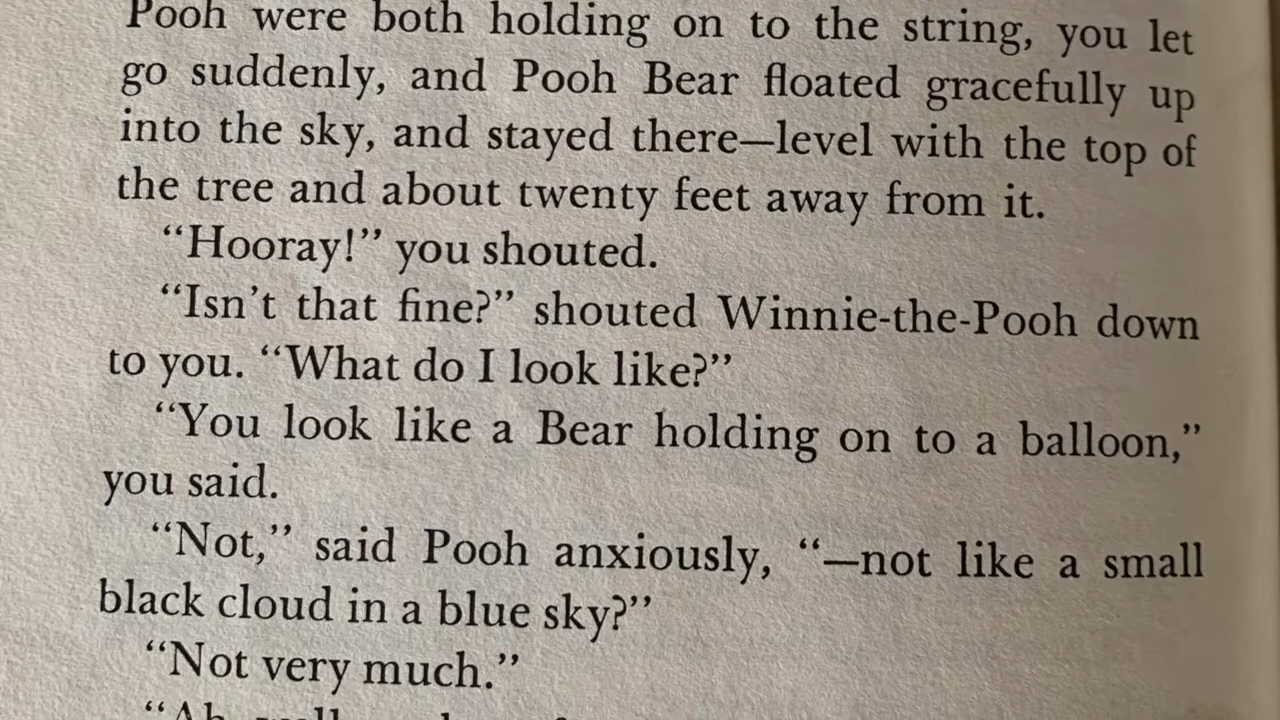 Pooh were both holding on to the string, you let
go suddenly, and Pooh Bear floated gracefully up
into the sky, and stayed there—level with the top of
the tree and about twenty feet away from it.
“Hooray!” you shouted.
“Isn’t that fine?” shouted Winnie-the-Pooh down
to you. “What do I look like?”
“You look like a Bear holding on to a balloon,”
you said.
“Not,” said Pooh anxiously, “—not like a small
black cloud in a blue sky?”
“Not very much.”